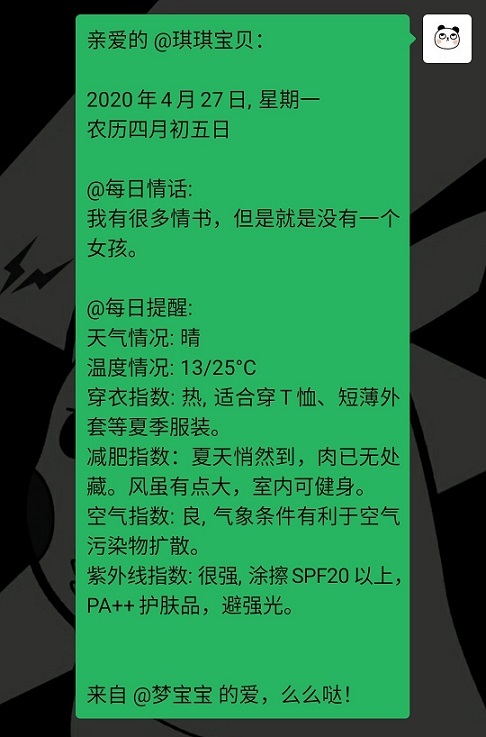 亲爱的 @琪琪宝贝：
2020 年 4 月 27 日, 星期一
农历四月初五日
@每日情话:
我有很多情书，但是就是没有一个
女孩。
@每日提醒:
天气情况: 晴
温度情况: 13/25°C
穿衣指数: 热, 适合穿 T 恤、短薄外
套等夏季服装。
减肥指数：夏天悄然到，肉已无处
藏。风虽有点大，室内可健身。
空气指数: 良, 气象条件有利于空气
污染物扩散。
紫外线指数: 很强, 涂擦 SPF20 以上，
PA++ 护肤品，避强光。
来自 @梦宝宝 的爱，么么哒！